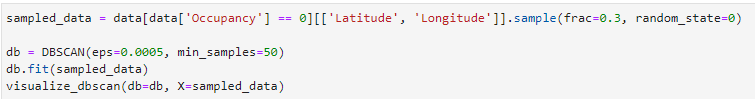 sampled_data = data[data['Occupancy'] == 0][['Latitude', 'Longitude']].sample(frac=0.3, random_state=0)
db = DBSCAN(eps=0.0005, min_samples=50)
db.fit(sampled_data)
visualize_dbscan(db=db, X=sampled_data)